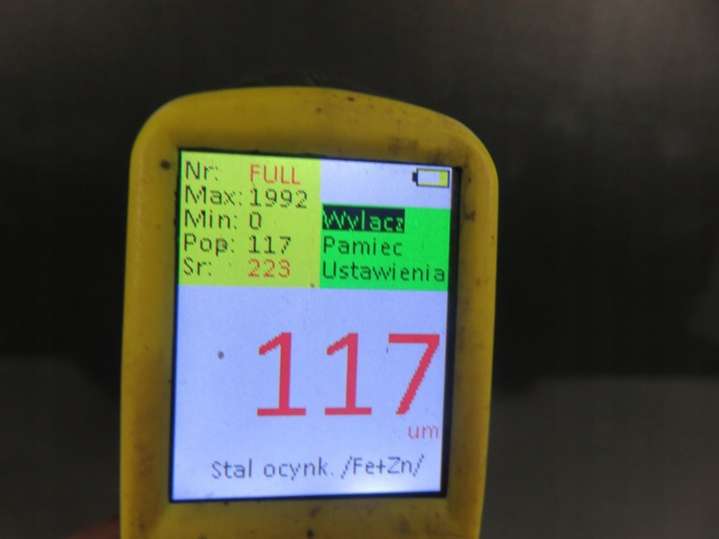 Nr: FULL
Max: 1992
Min: 0
Pop: 117
Sr: 223
Wylacz
Pamiec
Ustawienia
117
um
Stal ocynk. /Fe+Zn/